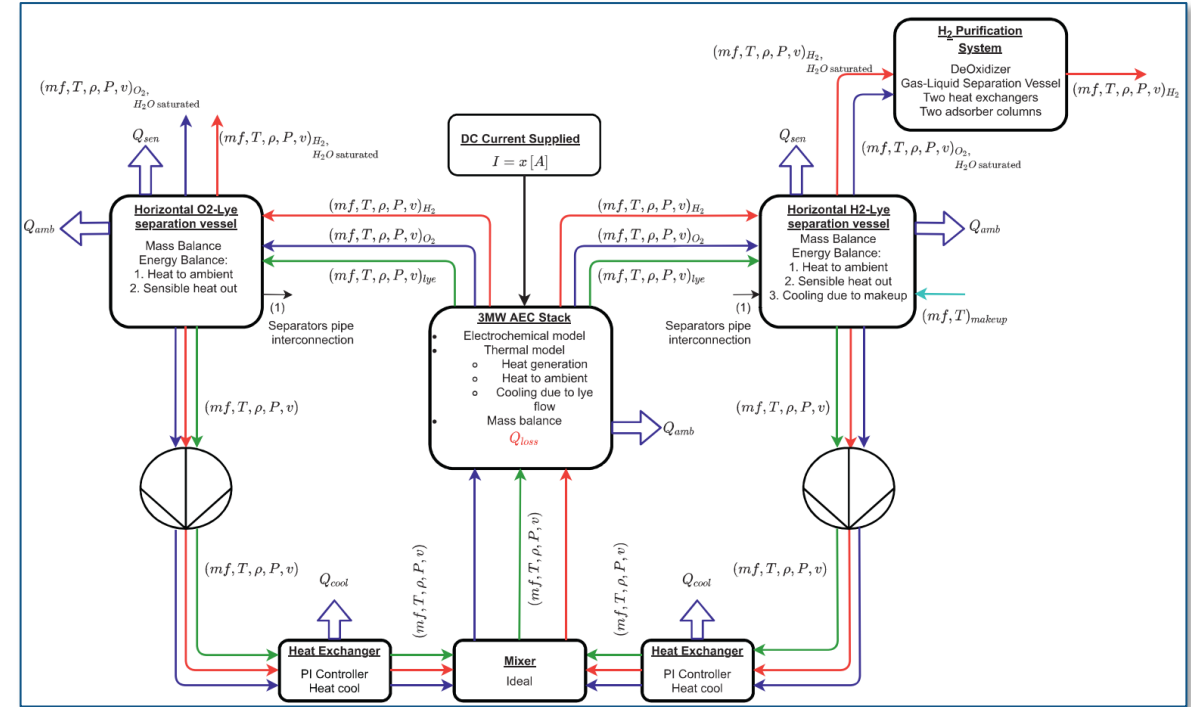 H2 Purification
System
DeOxidizer
Gas-Liquid Separation Vessel
Two heat exchangers
Two adsorber columns
(mf, T, ρ, P, v)H2,
H2O saturated
(mf, T, ρ, P, v)H2
(mf, T, ρ, P, v)O2,
H2O saturated
Qsen
(mf, T, ρ, P, v)H2,
H2O saturated
DC Current Supplied
I = x [A]
Qsen
(mf, T, ρ, P, v)O2,
H2O saturated
Horizontal O2-Lye
separation vessel
Mass Balance
Energy Balance:
1. Heat to ambient
2. Sensible heat out
Qamb
(mf, T, ρ, P, v)H2
(mf, T, ρ, P, v)O2
(mf, T, ρ, P, v)lye
(mf, T, ρ, P, v)H2
(mf, T, ρ, P, v)O2
(mf, T, ρ, P, v)lye
Horizontal H2-Lye
separation vessel
Mass Balance
Energy Balance:
1. Heat to ambient
2. Sensible heat out
3. Cooling due to makeup
Qamb
(1)
Separators pipe
interconnection
(1)
Separators pipe
interconnection
(mf, T)makeup
3MW AEC Stack
• Electrochemical model
• Thermal model
○ Heat generation
○ Heat to ambient
○ Cooling due to lye
flow
• Mass balance
Qloss
Qamb
(mf, T, ρ, P, v)
(mf, T, ρ, P, v)
(mf, T, ρ, P, v)
(mf, T, ρ, P, v)
Qcool
(mf, T, ρ, P, v)
(mf, T, ρ, P, v)
(mf, T, ρ, P, v)
Qcool
Heat Exchanger
PI Controller
Heat cool
Mixer
Ideal
Heat Exchanger
PI Controller
Heat cool